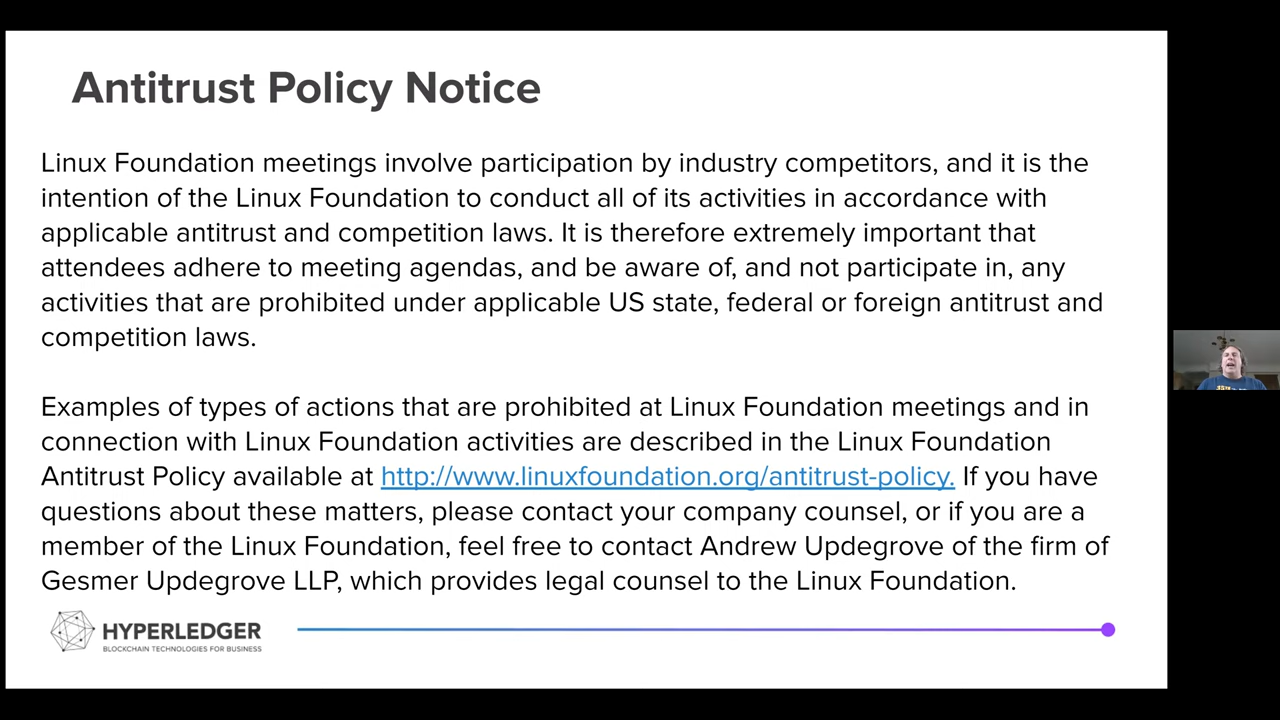 Antitrust Policy Notice
Linux Foundation meetings involve participation by industry competitors, and it is the
intention of the Linux Foundation to conduct all of its activities in accordance with
applicable antitrust and competition laws. It is therefore extremely important that
attendees adhere to meeting agendas, and be aware of, and not participate in, any
activities that are prohibited under applicable US state, federal or foreign antitrust and
competition laws.
Examples of types of actions that are prohibited at Linux Foundation meetings and in
connection with Linux Foundation activities are described in the Linux Foundation
Antitrust Policy available at http://www.linuxfoundation.org/antitrust-policy. If you have
questions about these matters, please contact your company counsel, or if you are a
member of the Linux Foundation, feel free to contact Andrew Updegrove of the firm of
Gesmer Updegrove LLP, which provides legal counsel to the Linux Foundation.
HYPERLEDGER
BLOCKCHAIN TECHNOLOGIES FOR BUSINESS